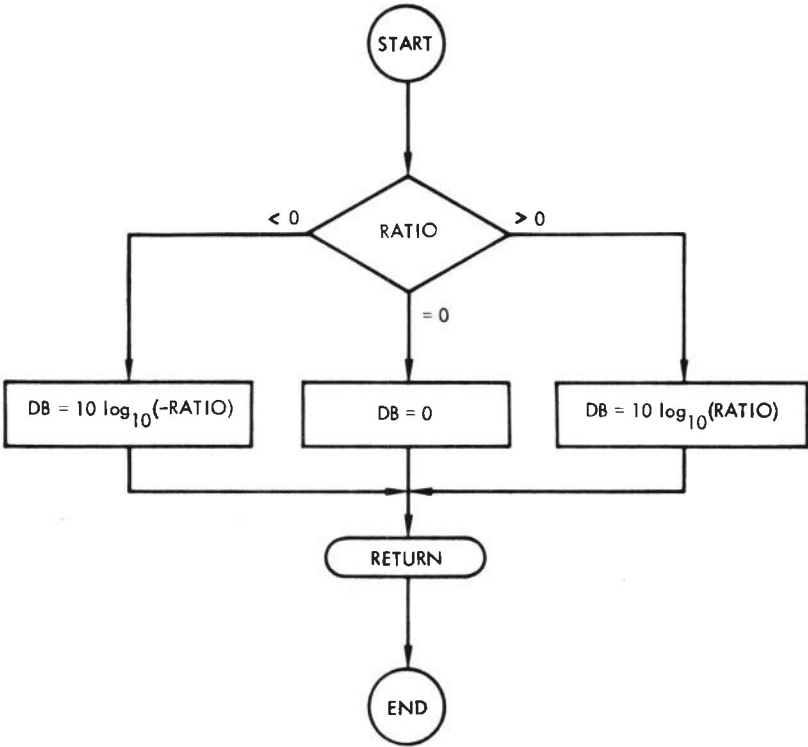 START
< 0
RATIO
> 0
= 0
DB = 10 log10(-RATIO)
DB = 0
DB = 10 log10(RATIO)
RETURN
END